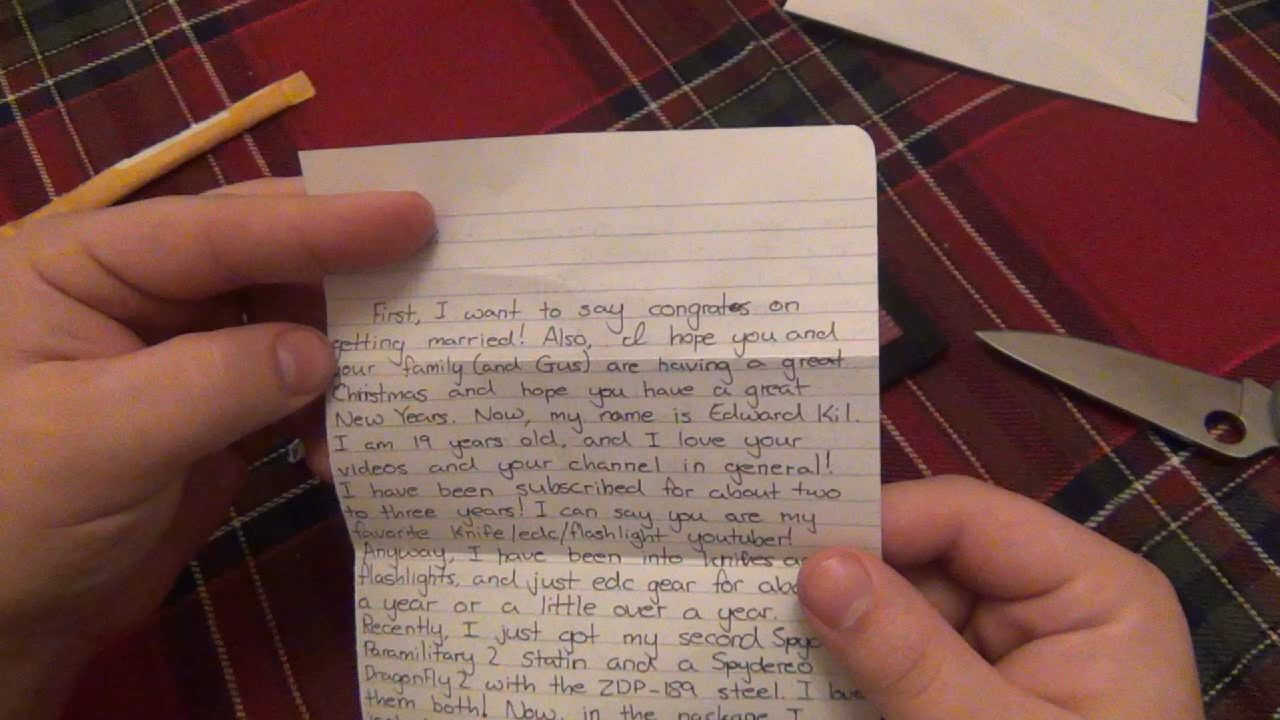 First, I want to say congrates on
getting married! Also, I hope you and
your family (and Gus) are having a great
Christmas and hope you have a great
New Years. Now, my name is Edward Kil.
I am 19 years old, and I love your
videos and your channel in general!
I have been subscribed for about two
to three years! I can say you are my
favorite knife/edc/flashlight youtuber!
Anyway, I have been into knifes
flashlights, and just edc gear for
a year or a little over a year.
Recently, I just got my second
Paramilitary 2 Satin and a Spydereo
Dragonfly 2 with the ZDP-189 steel. I love
them both! Now, in the package I